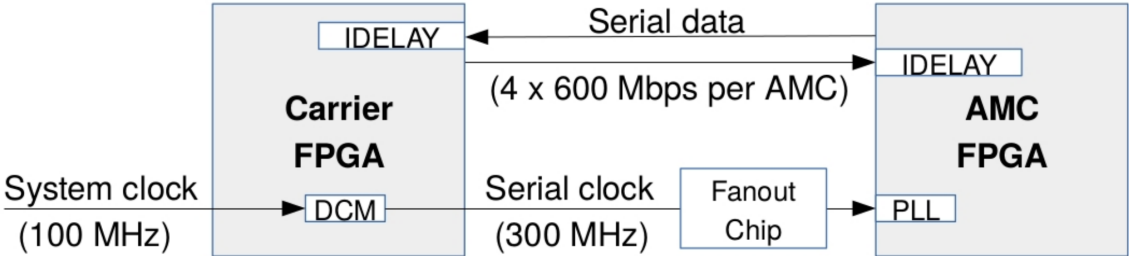 Serial data
IDELAY
IDELAY
(4 x 600 Mbps per AMC)
Carrier
FPGA
AMC
FPGA
System clock
(100 MHz)
DCM
Serial clock
(300 MHz)
Fanout
Chip
PLL